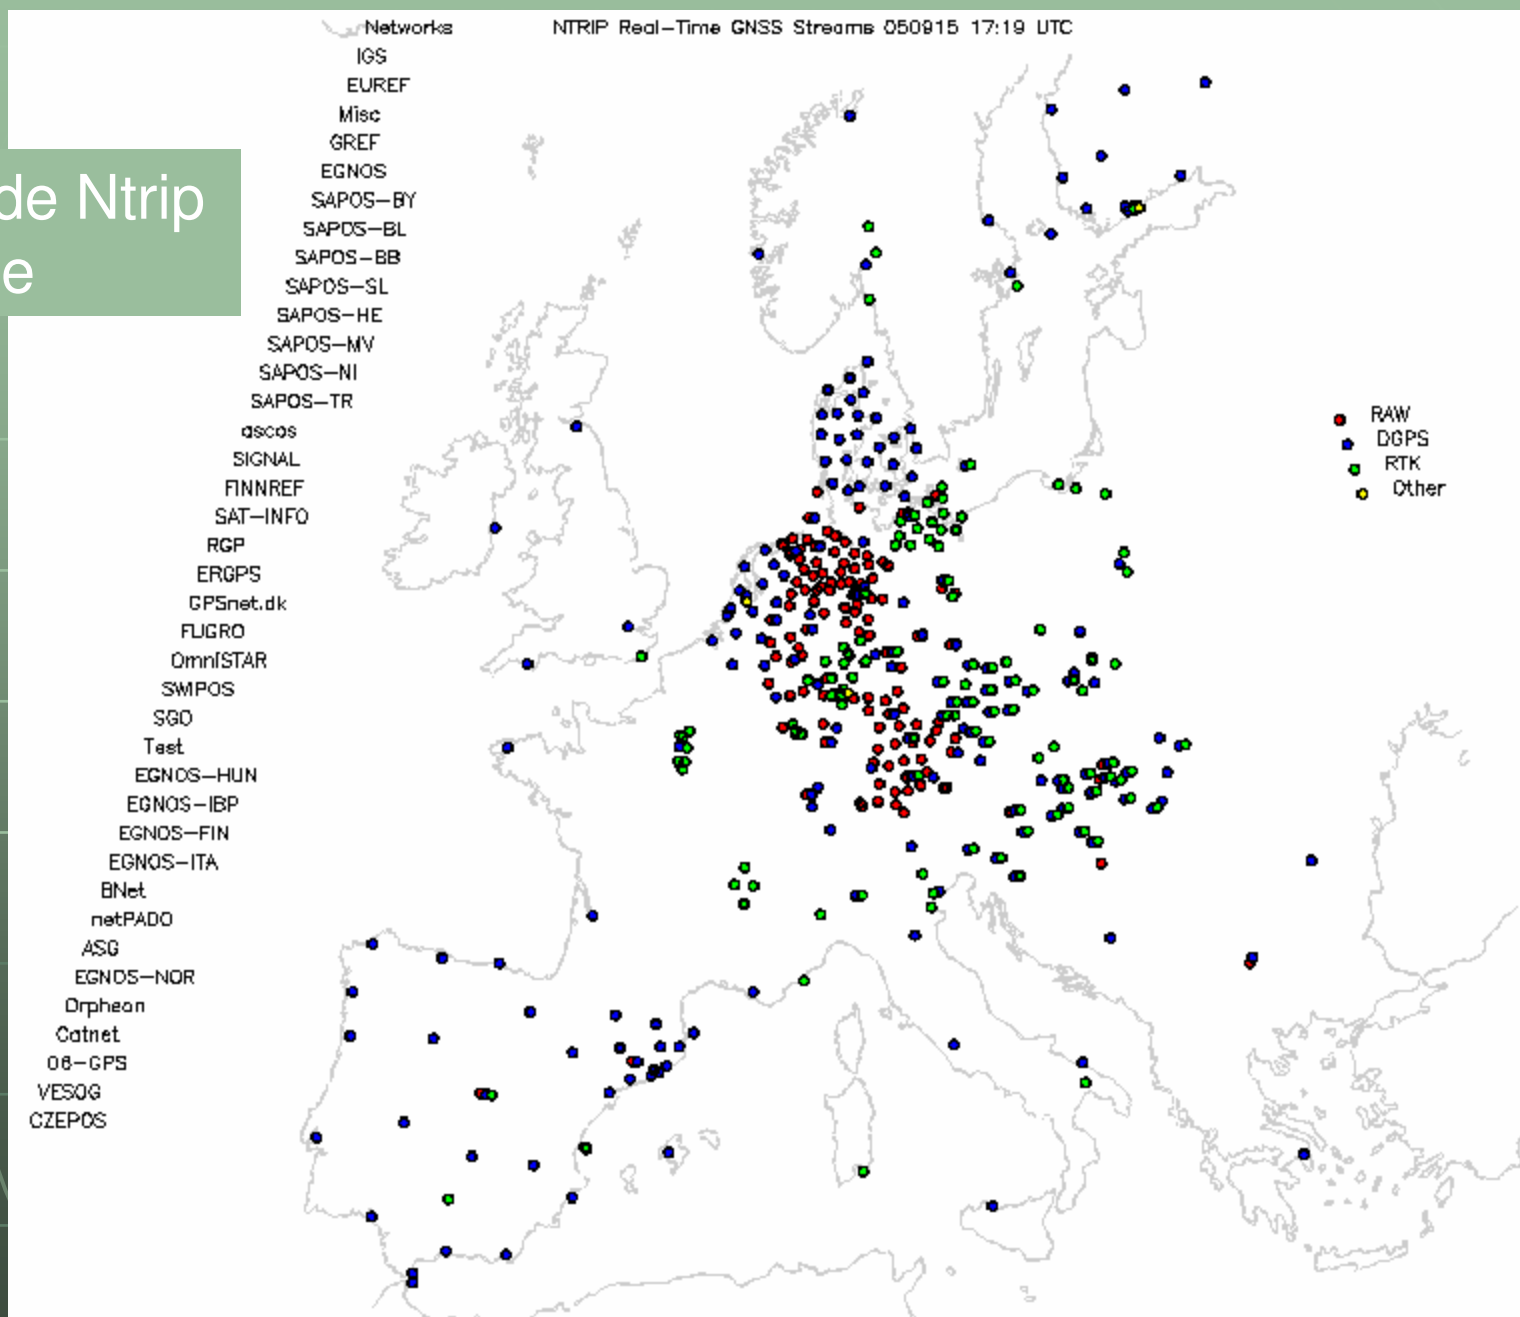 Networks
NTRIP Real-Time GNSS Streams 050915 17:19 UTC
IGS
EUREF
Misc
GREF
EGNOS
SAPOS-BY
SAPOS-BL
SAPOS-BB
SAPOS-SL
SAPOS-HE
SAPOS-MV
SAPOS-NI
SAPOS-TR
ascos
SIGNAL
FINNREF
SAT-INFO
RGP
ERGPS
GPSnet.dk
FUGRO
OmniSTAR
SWIPOS
SGO
Test
EGNOS-HUN
EGNOS-IBP
EGNOS-FIN
EGNOS-ITA
BNet
netPADO
ASG
EGNOS-NOR
Orpheon
Catnet
06-GPS
VESOG
CZEPOS
de Ntrip
e
RAW
DGPS
RTK
Other